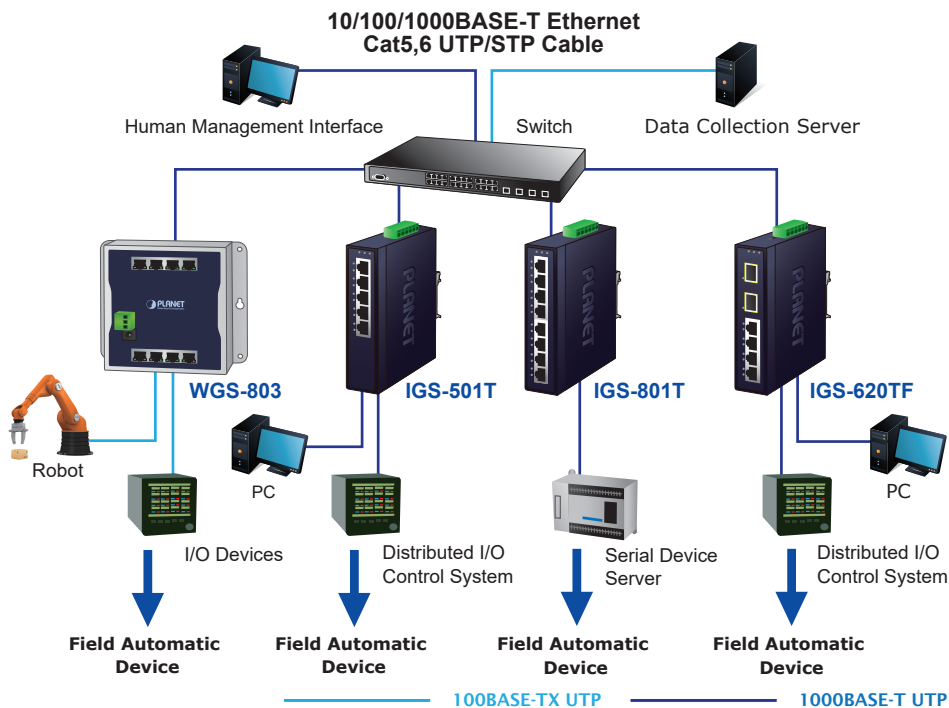 10/100/1000BASE-T Ethernet
Cat5,6 UTP/STP Cable
Human Management Interface
Switch
Data Collection Server
PLANET
PLANET
PLANET
PLANET
WGS-803
IGS-501T
IGS-801T
IGS-620TF
Robot
PC
PC
I/O Devices
Distributed I/O
Control System
Serial Device
Server
Distributed I/O
Control System
Field Automatic
Device
Field Automatic
Device
Field Automatic
Device
Field Automatic
Device
100BASE-TX UTP
1000BASE-T UTP